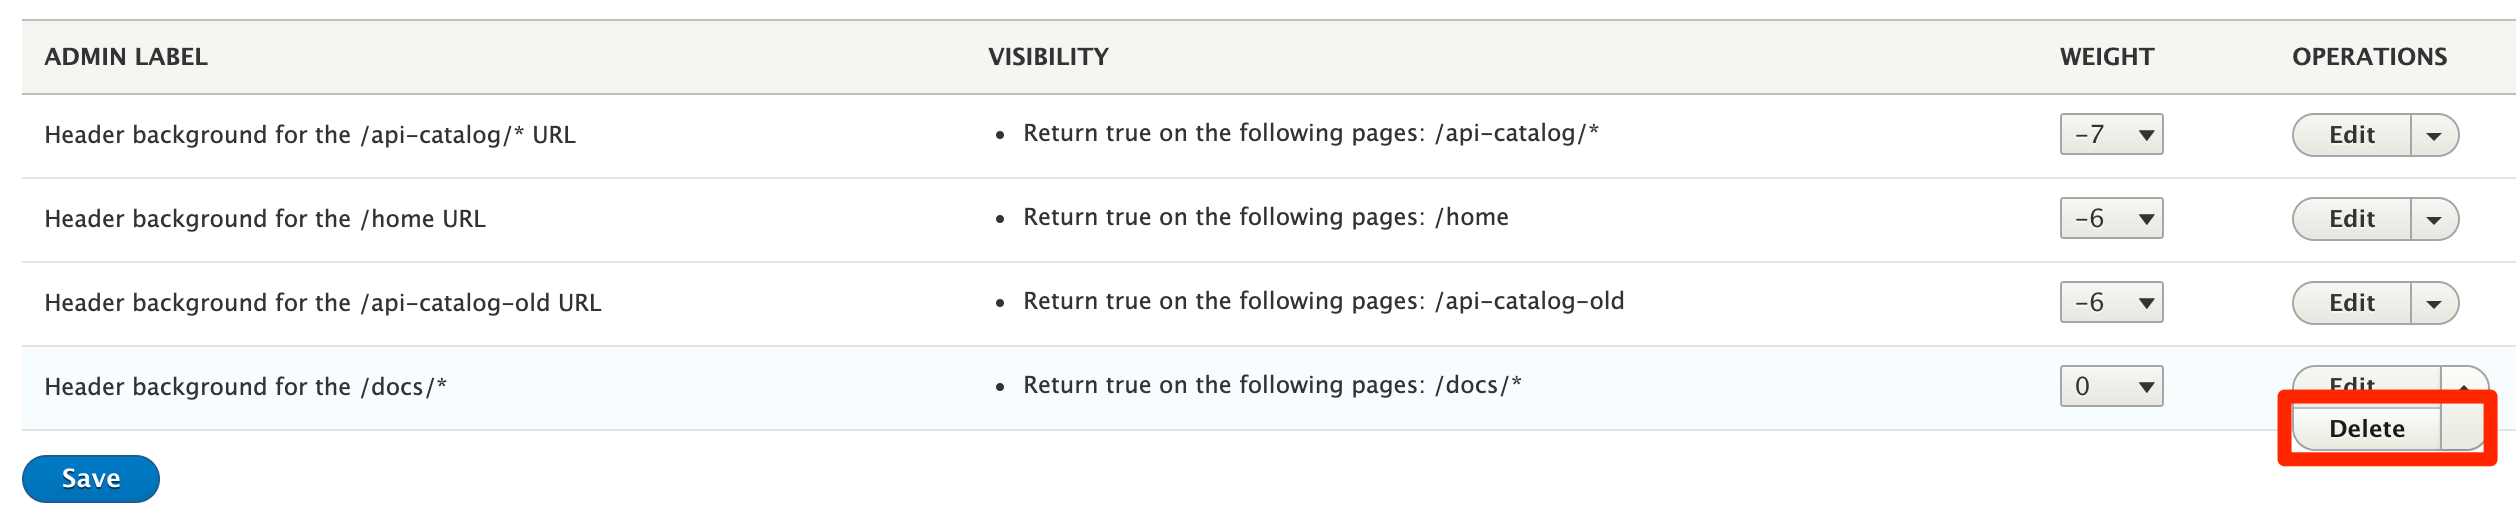 ADMIN LABEL VISIBILITY WEIGHT OPERATIONS
Header background for the /api-catalog/* URL • Return true on the following pages: /api-catalog/* -7 Edit
Header background for the /home URL • Return true on the following pages: /home -6 Edit
Header background for the /api-catalog-old URL • Return true on the following pages: /api-catalog-old -6 Edit
Header background for the /docs/* • Return true on the following pages: /docs/* 0 Edit
Delete
Save